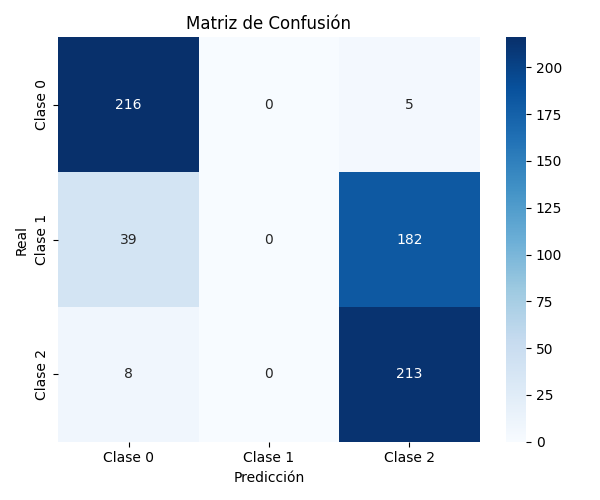 Matriz de Confusión
Real
Clase 0
216
0
5
Clase 1
39
0
182
Clase 2
8
0
213
Clase 0
Clase 1
Clase 2
Predicción
200
175
150
125
100
75
50
25
0